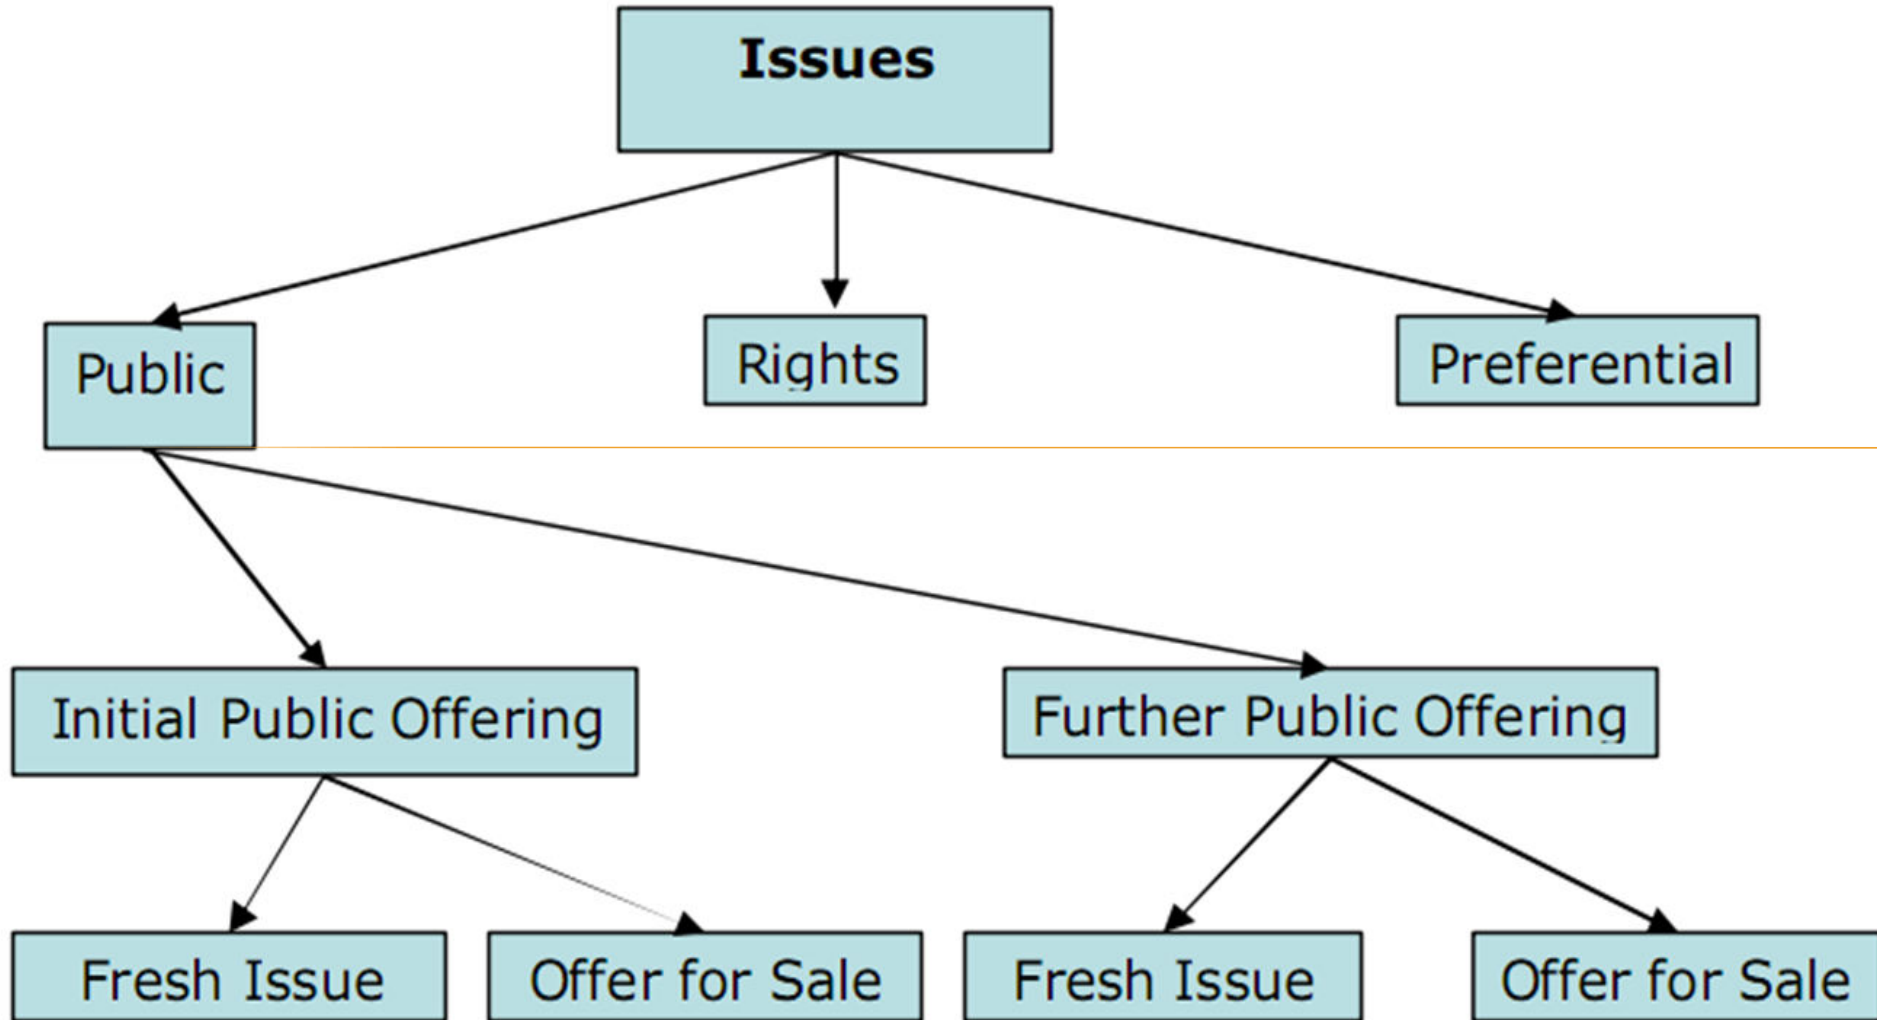 Issues
Public
Rights
Preferential
Initial Public Offering
Further Public Offering
Fresh Issue
Offer for Sale
Fresh Issue
Offer for Sale